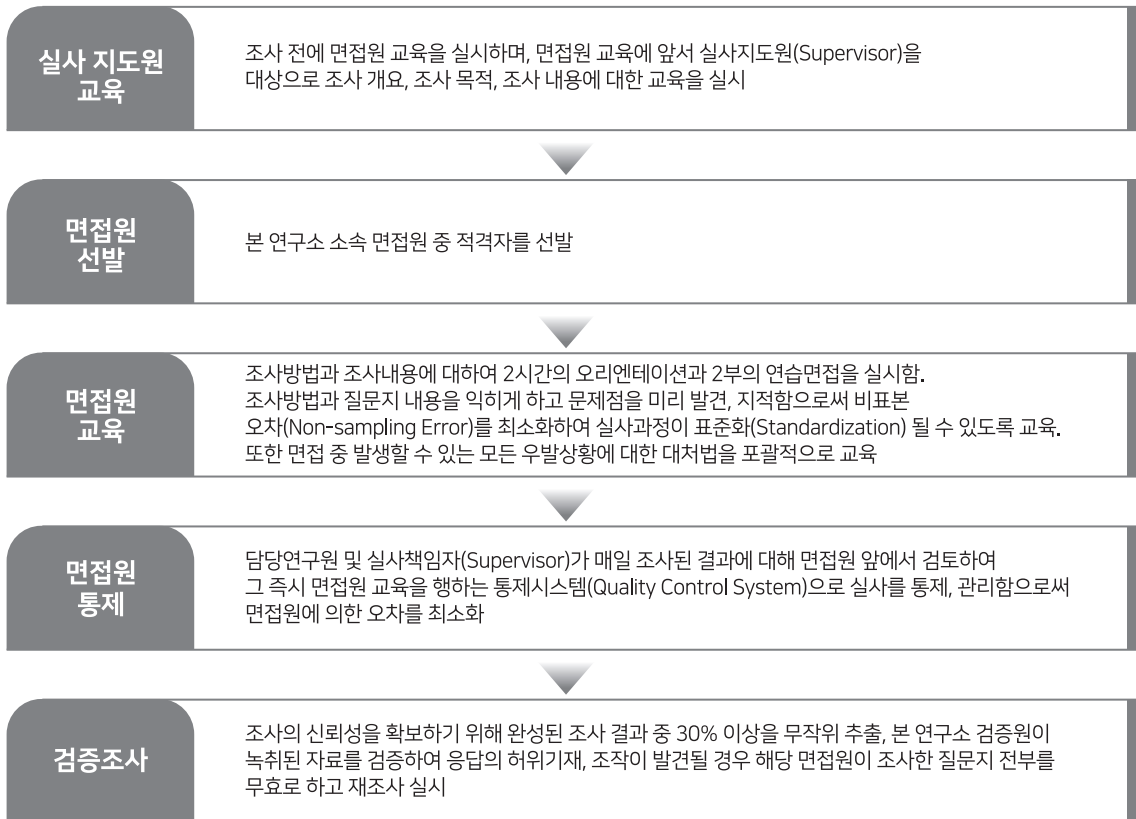 실사 지도원
교육
조사 전에 면접원 교육을 실시하며, 면접원 교육에 앞서 실사지도원(Supervisor)을
대상으로 조사 개요, 조사 목적, 조사 내용에 대한 교육을 실시
면접원
선발
본 연구소 소속 면접원 중 적격자를 선발
면접원
교육
조사방법과 조사내용에 대하여 2시간의 오리엔테이션과 2부의 연습면접을 실시함.
조사방법과 질문지 내용을 익히게 하고 문제점을 미리 발견, 지적함으로써 비표본
오차(Non-sampling Error)를 최소화하여 실사과정이 표준화(Standardization) 될 수 있도록 교육.
또한 면접 중 발생할 수 있는 모든 우발상황에 대한 대처법을 포괄적으로 교육
면접원
통제
담당연구원 및 실사책임자(Supervisor)가 매일 조사된 결과에 대해 면접원 앞에서 검토하여
그 즉시 면접원 교육을 행하는 통제시스템(Quality Control System)으로 실사를 통제, 관리함으로써
면접원에 의한 오차를 최소화
검증조사
조사의 신뢰성을 확보하기 위해 완성된 조사 결과 중 30% 이상을 무작위 추출, 본 연구소 검증원이
녹취된 자료를 검증하여 응답의 허위기재, 조작이 발견될 경우 해당 면접원이 조사한 질문지 전부를
무효로 하고 재조사 실시